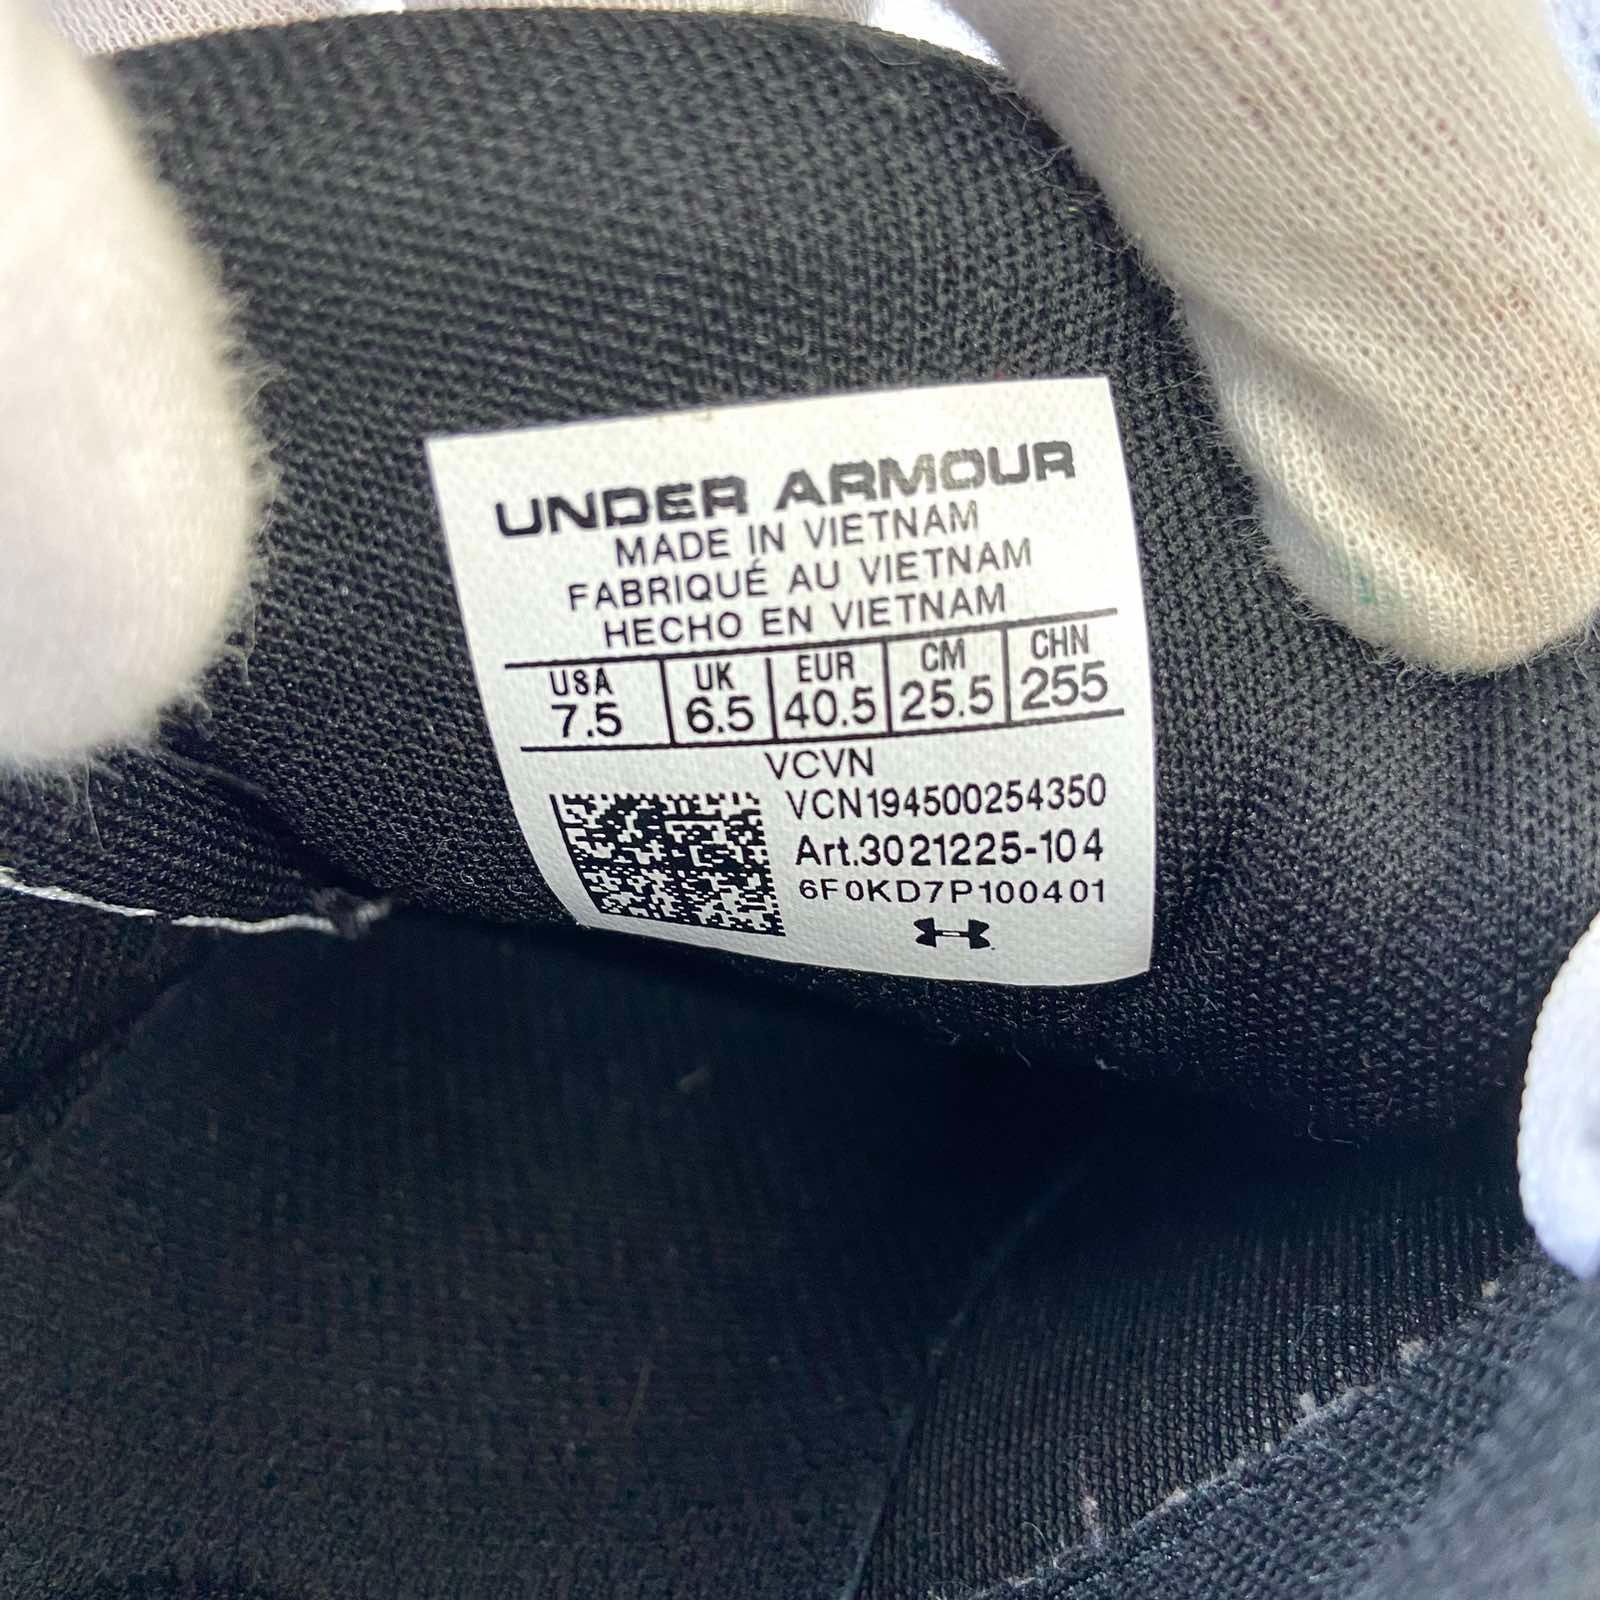 UNDER ARMOUR
MADE IN VIETNAM
FABRIQUÉ AU VIETNAM
HECHO EN VIETNAM
USA UK EUR CM CHN
7.5 6.5 40.5 25.5 255
VCVN
VCN194500254350
Art.3021225-104
6F0KD7P100401